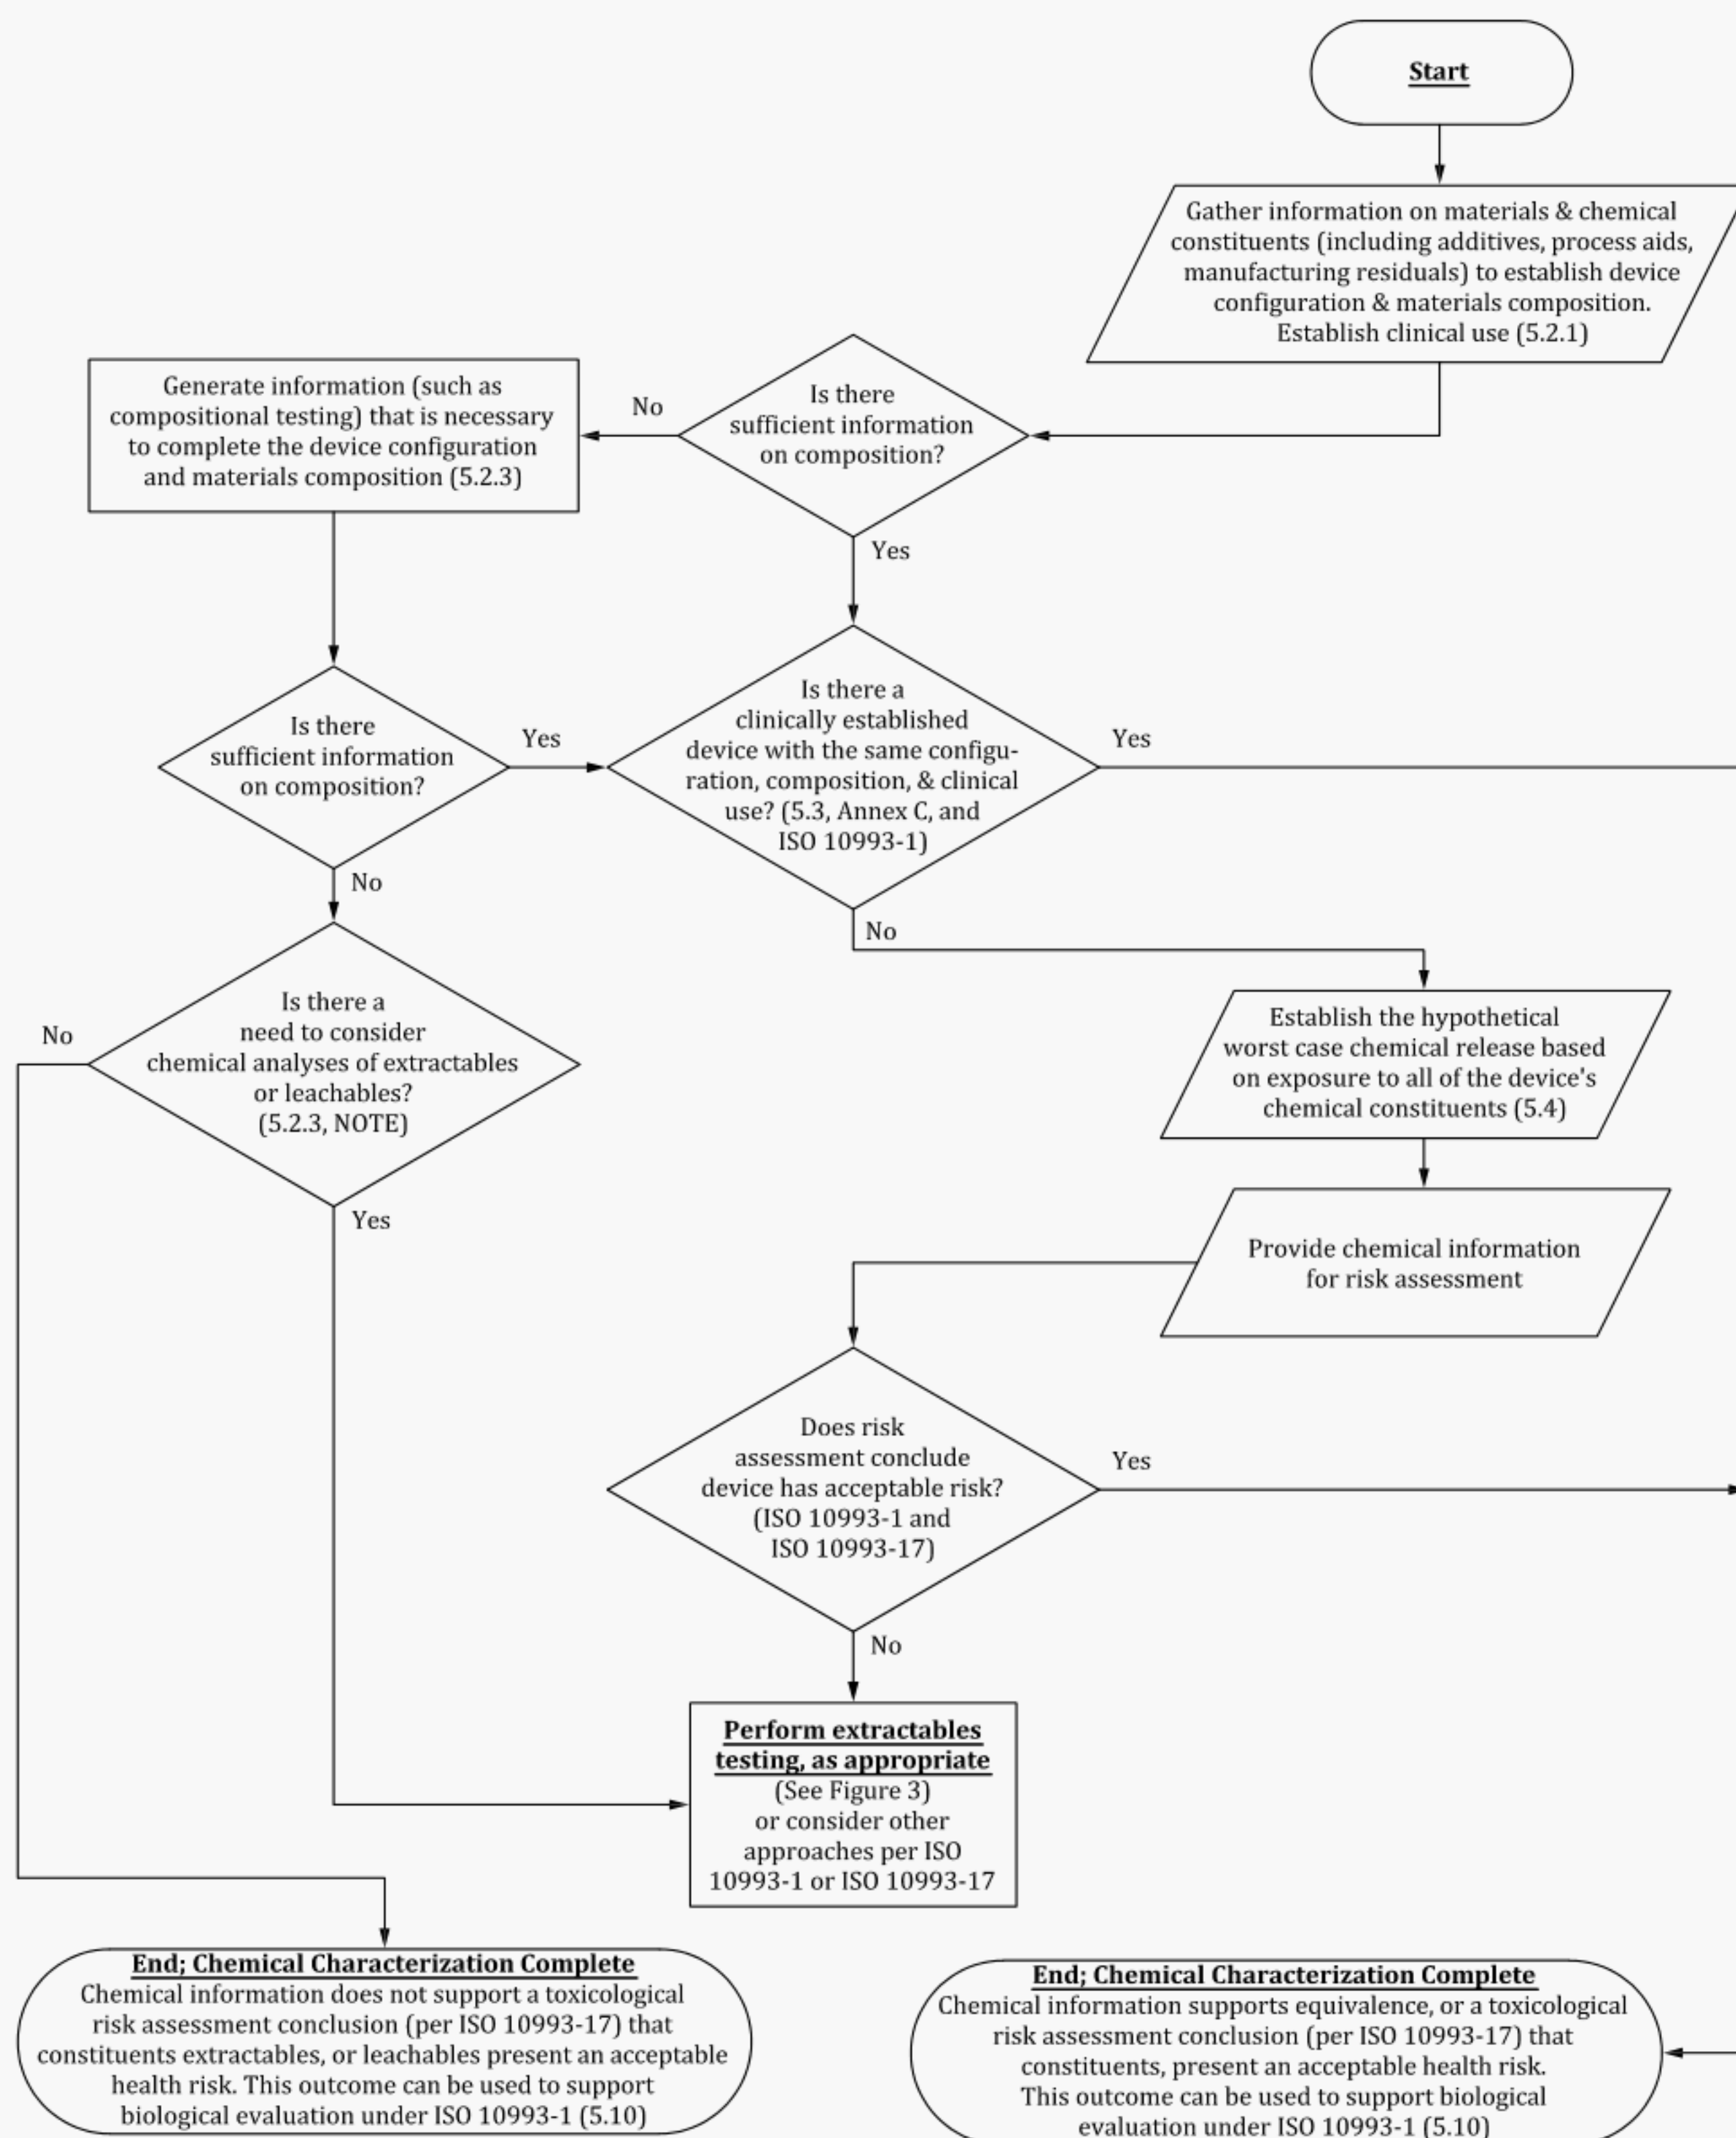 Start
Gather information on materials & chemical
constituents (including additives, process aids,
manufacturing residuals) to establish device
configuration & materials composition.
Establish clinical use (5.2.1)
Is there
sufficient information
on composition?
No
Yes
Generate information (such as
compositional testing) that is necessary
to complete the device configuration
and materials composition (5.2.3)
Is there
sufficient information
on composition?
Yes
No
Is there a
clinically established
device with the same configu-
ration, composition, & clinical
use? (5.3, Annex C, and
ISO 10993-1)
Yes
No
Is there a
need to consider
chemical analyses of extractables
or leachables?
(5.2.3, NOTE)
No
Yes
Establish the hypothetical
worst case chemical release based
on exposure to all of the device's
chemical constituents (5.4)
Provide chemical information
for risk assessment
Does risk
assessment conclude
device has acceptable risk?
(ISO 10993-1 and
ISO 10993-17)
Yes
No
Perform extractables
testing, as appropriate
(See Figure 3)
or consider other
approaches per ISO
10993-1 or ISO 10993-17
End; Chemical Characterization Complete
Chemical information does not support a toxicological
risk assessment conclusion (per ISO 10993-17) that
constituents extractables, or leachables present an acceptable
health risk. This outcome can be used to support
biological evaluation under ISO 10993-1 (5.10)
End; Chemical Characterization Complete
Chemical information supports equivalence, or a toxicological
risk assessment conclusion (per ISO 10993-17) that
constituents, present an acceptable health risk.
This outcome can be used to support biological
evaluation under ISO 10993-1 (5.10)